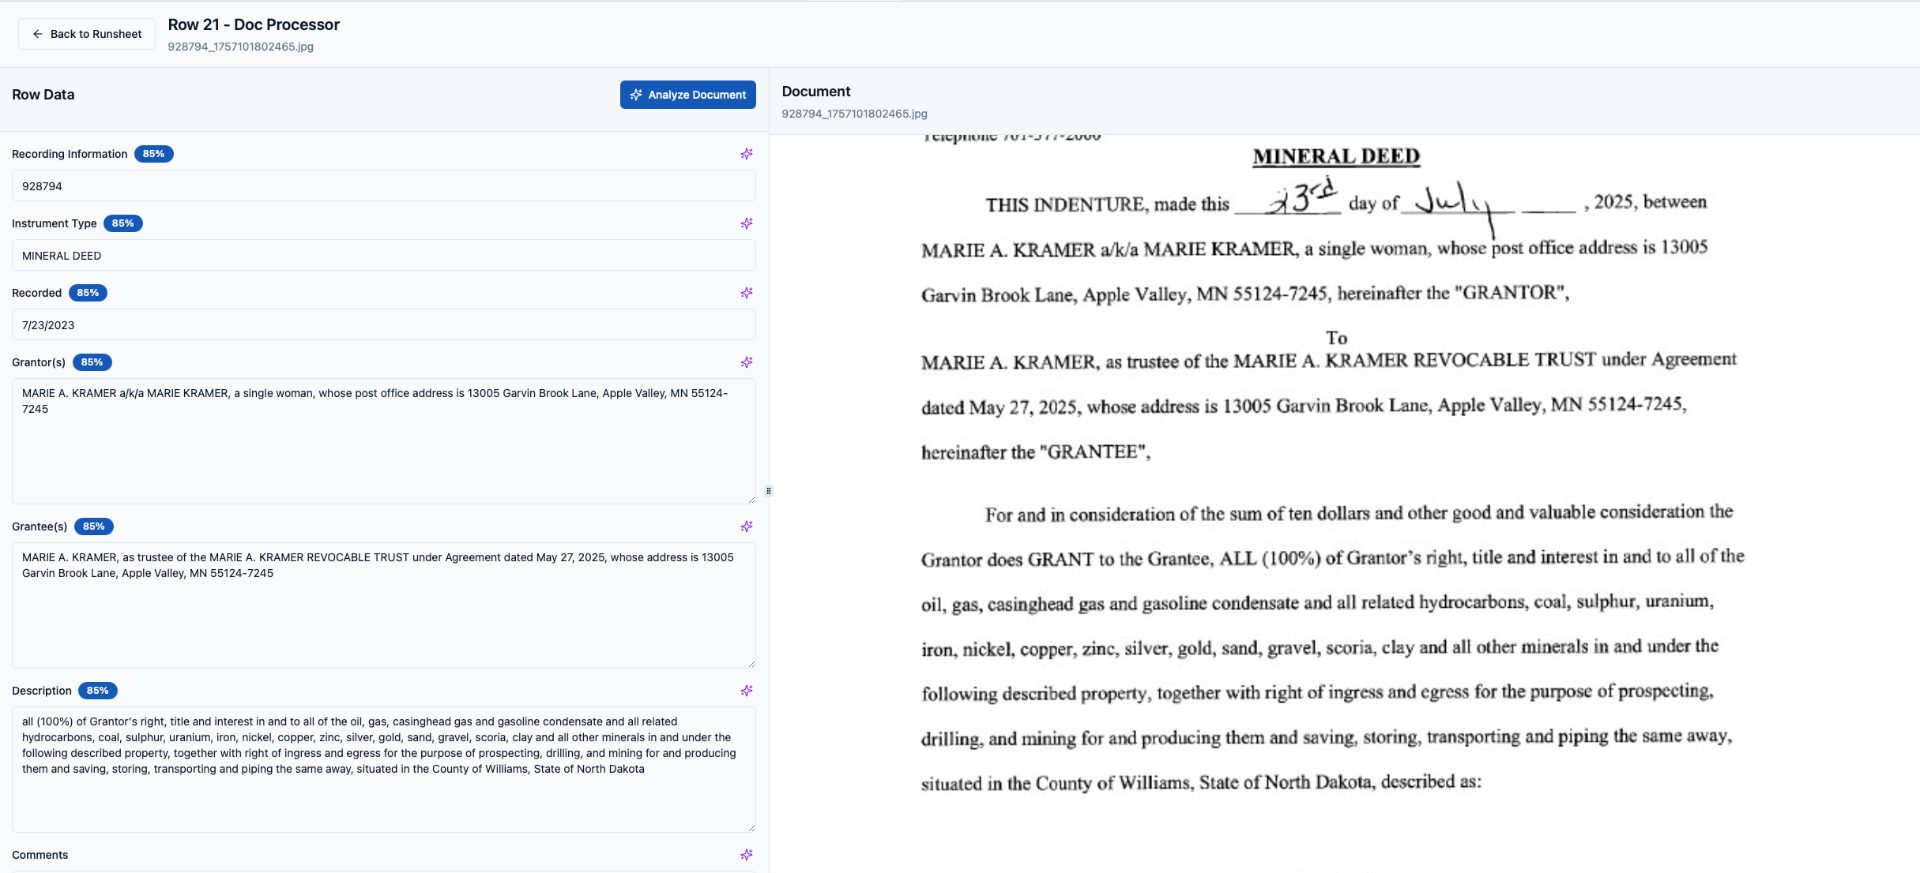 Back to Runsheet
Row 21 - Doc Processor
928794_1757101802465.jpg
Row Data
Analyze Document
Recording Information 85%
928794
Instrument Type 85%
MINERAL DEED
Recorded 85%
7/23/2023
Grantor(s) 85%
MARIE A. KRAMER a/k/a MARIE KRAMER, a single woman, whose post office address is 13005 Garvin Brook Lane, Apple Valley, MN 55124-
7245
Grantee(s) 85%
MARIE A. KRAMER, as trustee of the MARIE A. KRAMER REVOCABLE TRUST under Agreement dated May 27, 2025, whose address is 13005
Garvin Brook Lane, Apple Valley, MN 55124-7245
Description 85%
all (100%) of Grantor's right, title and interest in and to all of the oil, gas, casinghead gas and gasoline condensate and all related
hydrocarbons, coal, sulphur, uranium, iron, nickel, copper, zinc, silver, gold, sand, gravel, scoria, clay and all other minerals in and under the
following described property, together with right of ingress and egress for the purpose of prospecting, drilling, and mining for and producing
them and saving, storing, transporting and piping the same away, situated in the County of Williams, State of North Dakota
Comments
Document
928794_1757101802465.jpg
Telephone 701-577-2000
MINERAL DEED
THIS INDENTURE, made this 23rd day of July, 2025, between
MARIE A. KRAMER a/k/a MARIE KRAMER, a single woman, whose post office address is 13005
Garvin Brook Lane, Apple Valley, MN 55124-7245, hereinafter the "GRANTOR",
To
MARIE A. KRAMER, as trustee of the MARIE A. KRAMER REVOCABLE TRUST under Agreement
dated May 27, 2025, whose address is 13005 Garvin Brook Lane, Apple Valley, MN 55124-7245,
hereinafter the "GRANTEE",
For and in consideration of the sum of ten dollars and other good and valuable consideration the
Grantor does GRANT to the Grantee, ALL (100%) of Grantor's right, title and interest in and to all of the
oil, gas, casinghead gas and gasoline condensate and all related hydrocarbons, coal, sulphur, uranium,
iron, nickel, copper, zinc, silver, gold, sand, gravel, scoria, clay and all other minerals in and under the
following described property, together with right of ingress and egress for the purpose of prospecting,
drilling, and mining for and producing them and saving, storing, transporting and piping the same away,
situated in the County of Williams, State of North Dakota, described as: